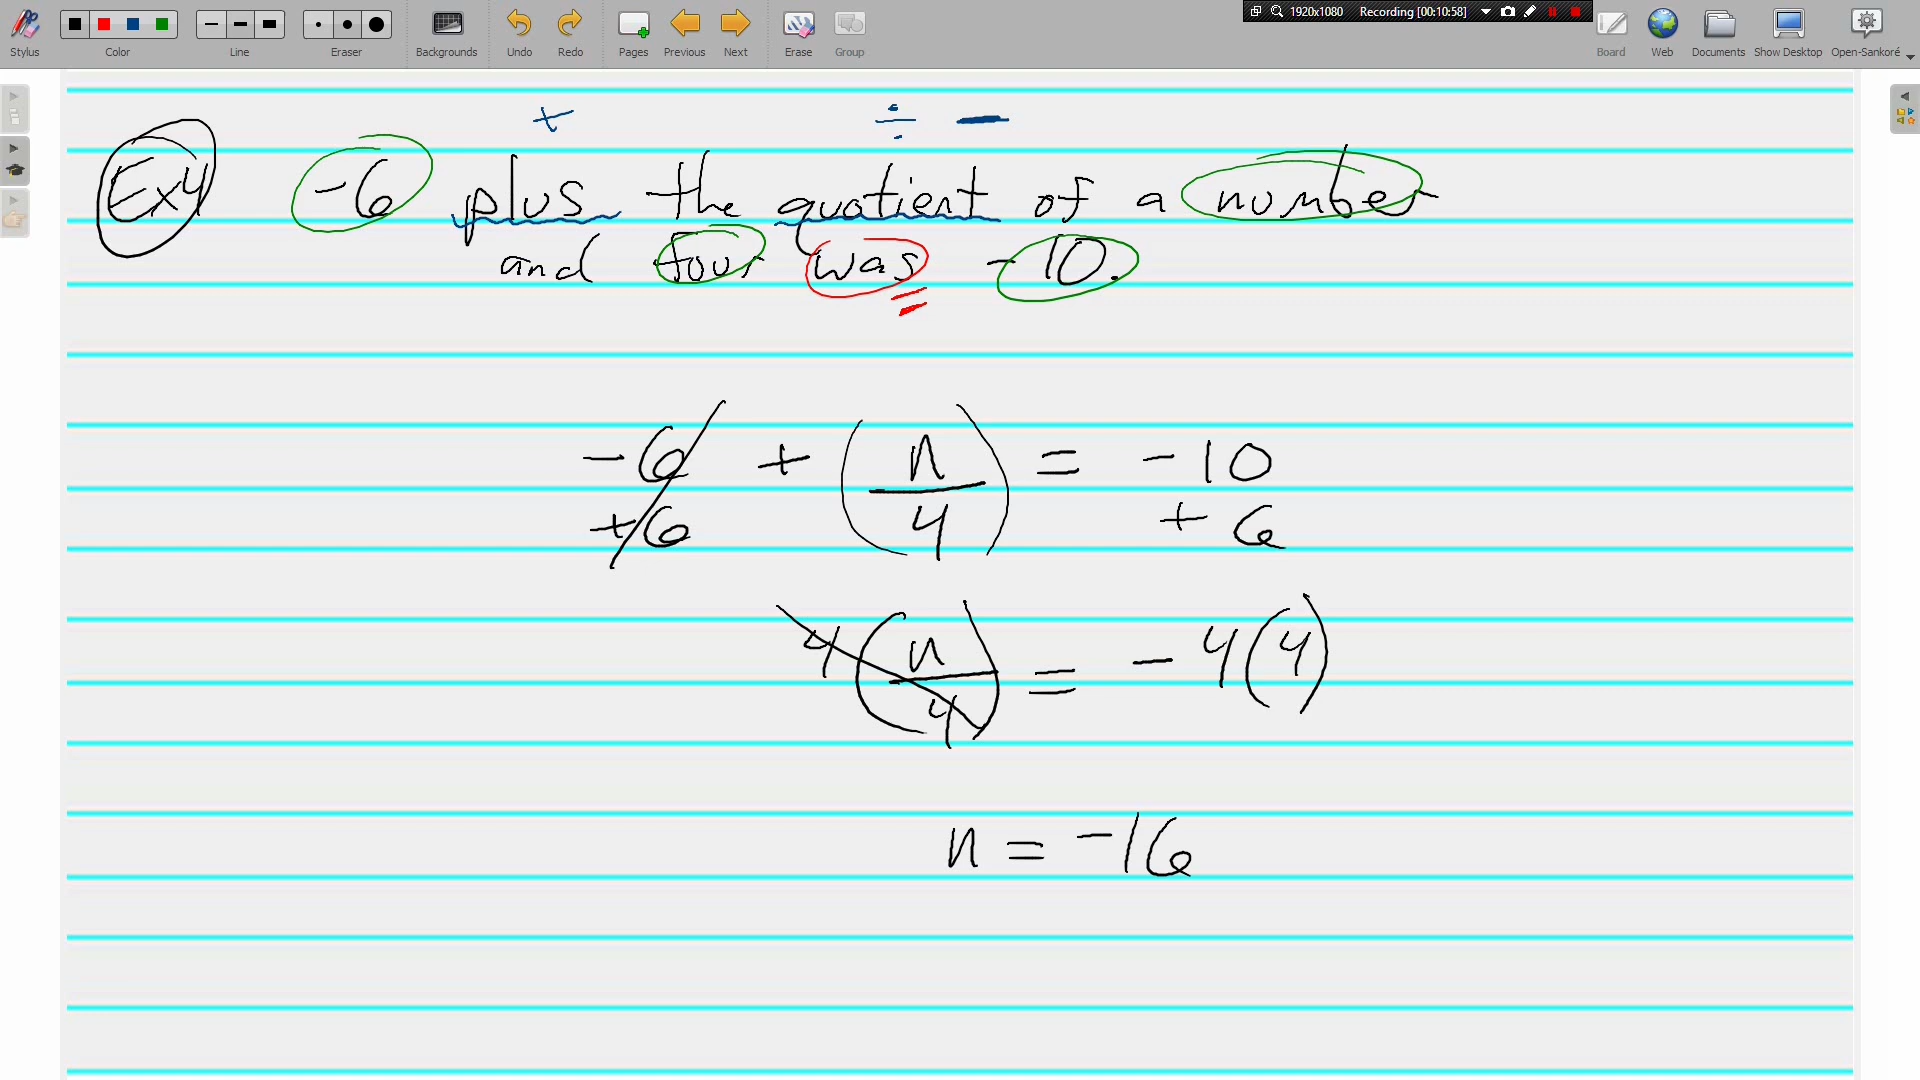 1920x1080 Recording [00:10:58]
Stylus Color Line Eraser Backgrounds Undo Redo Pages Previous Next Erase Group Board Web Documents Show Desktop Open-Sankoré
+ ÷ −
Ex4 -6 plus the quotient of a number
and four was -10.
-6 + (n/4) = -10
+6 +6
4(n/4) = -4(4)
n = -16